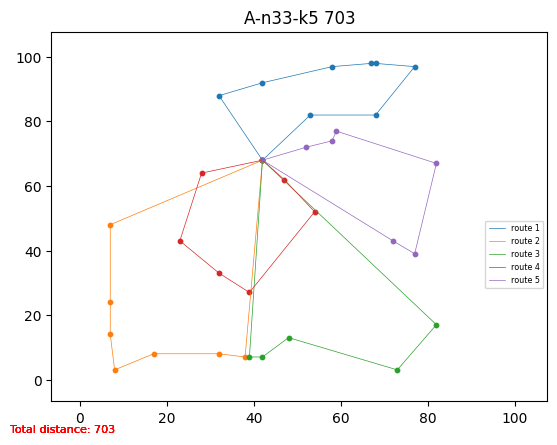 A-n33-k5 703
100
80
60
40
20
0
0 20 40 60 80 100
route 1
route 2
route 3
route 4
route 5
Total distance: 703